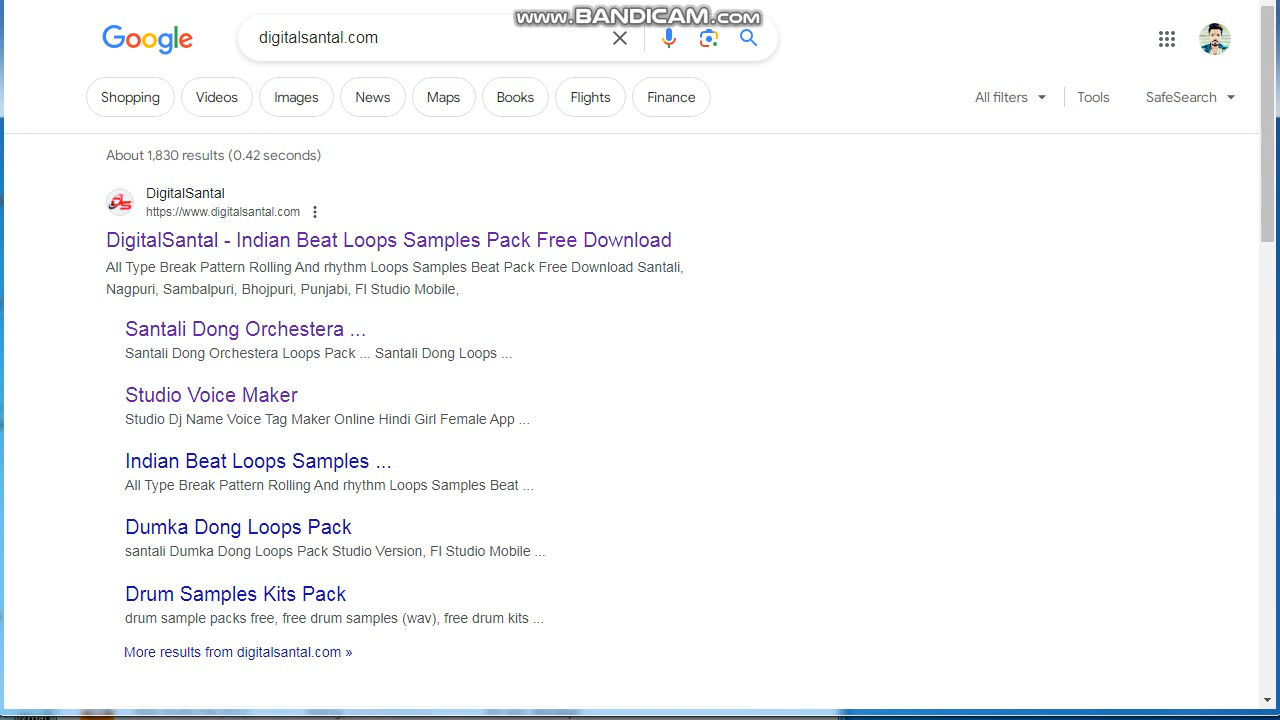 www.BANDICAM.com
Google
digitalsantal.com
Shopping
Videos
Images
News
Maps
Books
Flights
Finance
All filters
Tools
SafeSearch
About 1,830 results (0.42 seconds)
DigitalSantal
https://www.digitalsantal.com
DigitalSantal - Indian Beat Loops Samples Pack Free Download
All Type Break Pattern Rolling And rhythm Loops Samples Beat Pack Free Download Santali,
Nagpuri, Sambalpuri, Bhojpuri, Punjabi, Fl Studio Mobile,
Santali Dong Orchestera ...
Santali Dong Orchestera Loops Pack ... Santali Dong Loops ...
Studio Voice Maker
Studio Dj Name Voice Tag Maker Online Hindi Girl Female App ...
Indian Beat Loops Samples ...
All Type Break Pattern Rolling And rhythm Loops Samples Beat ...
Dumka Dong Loops Pack
santali Dumka Dong Loops Pack Studio Version, Fl Studio Mobile ...
Drum Samples Kits Pack
drum sample packs free, free drum samples (wav), free drum kits ...
More results from digitalsantal.com »